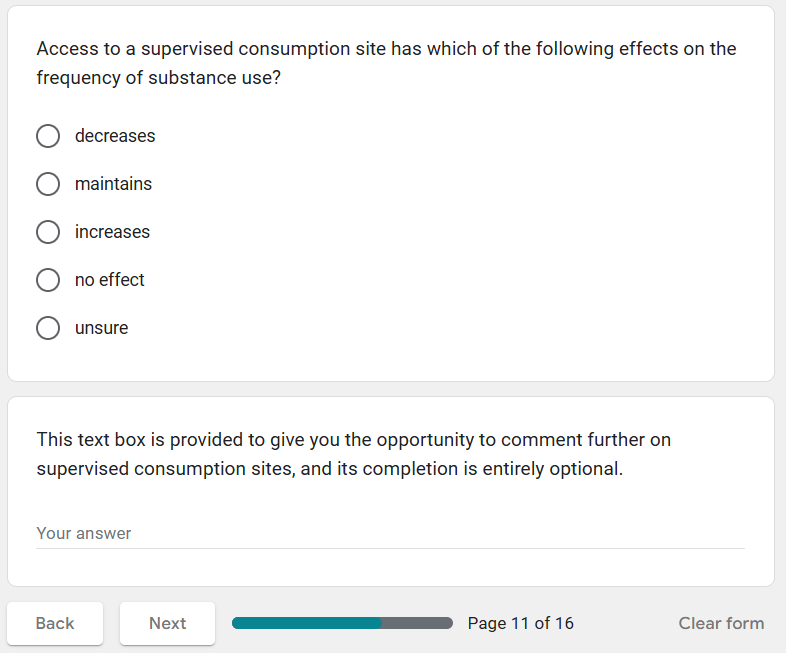 Access to a supervised consumption site has which of the following effects on the
frequency of substance use?
decreases
maintains
increases
no effect
unsure
This text box is provided to give you the opportunity to comment further on
supervised consumption sites, and its completion is entirely optional.
Your answer
Back
Next
Page 11 of 16
Clear form